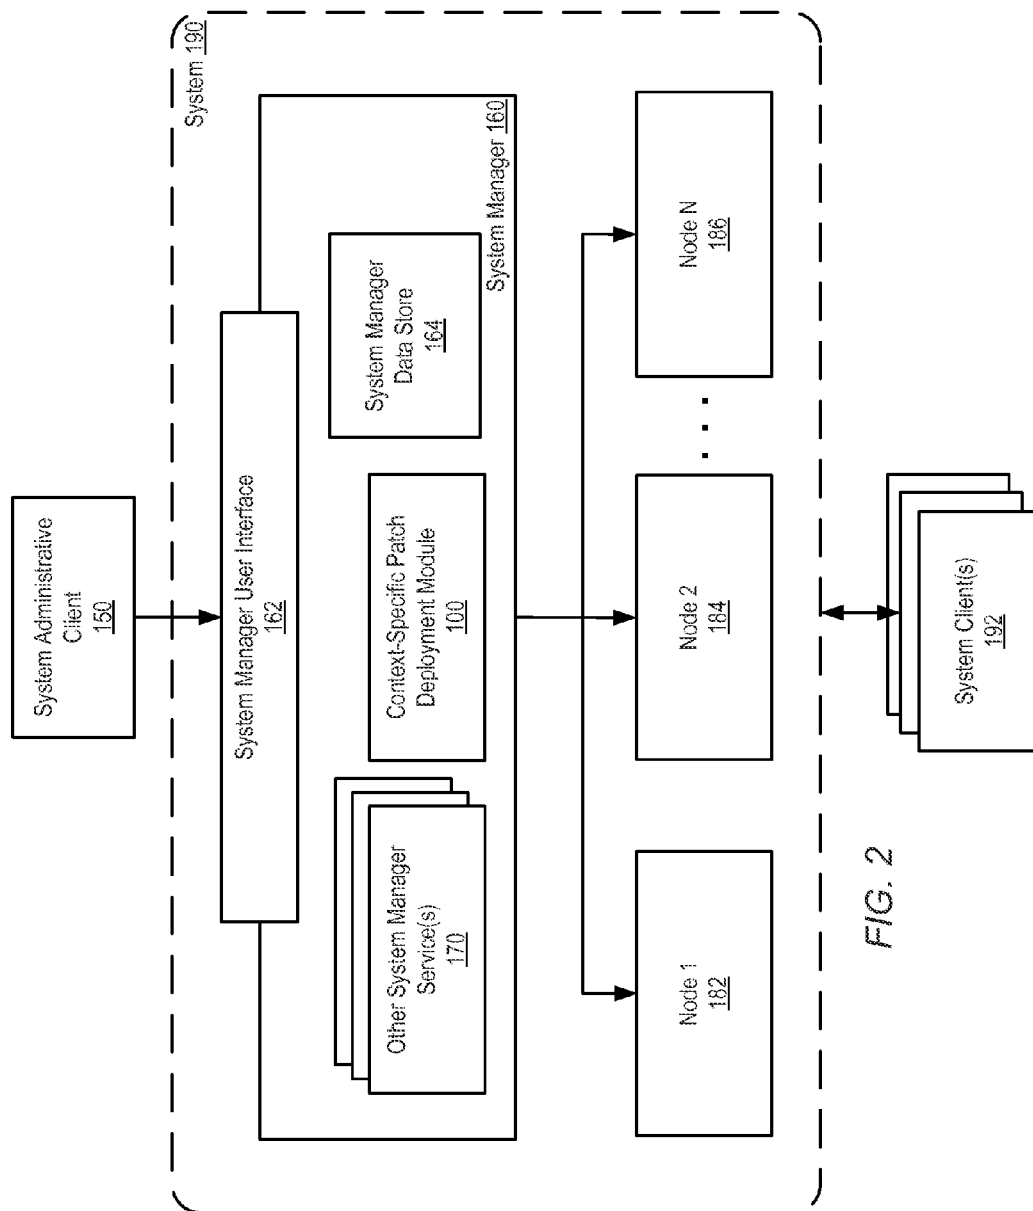 System Administrative
Client
150
System 190
System Manager User Interface
162
Other System Manager
Service(s)
170
Context-Specific Patch
Deployment Module
100
System Manager
Data Store
164
System Manager 160
Node 1
182
Node 2
184
. . .
Node N
186
System Client(s)
192
FIG. 2